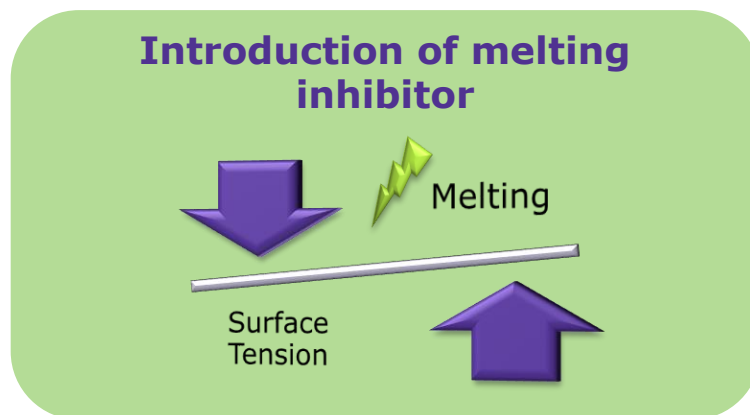 Introduction of melting
inhibitor
Melting
Surface
Tension